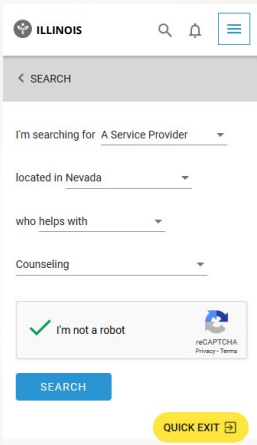 ILLINOIS
< SEARCH
I'm searching for A Service Provider
located in Nevada
who helps with
Counseling
I'm not a robot
reCAPTCHA
Privacy - Terms
SEARCH
QUICK EXIT